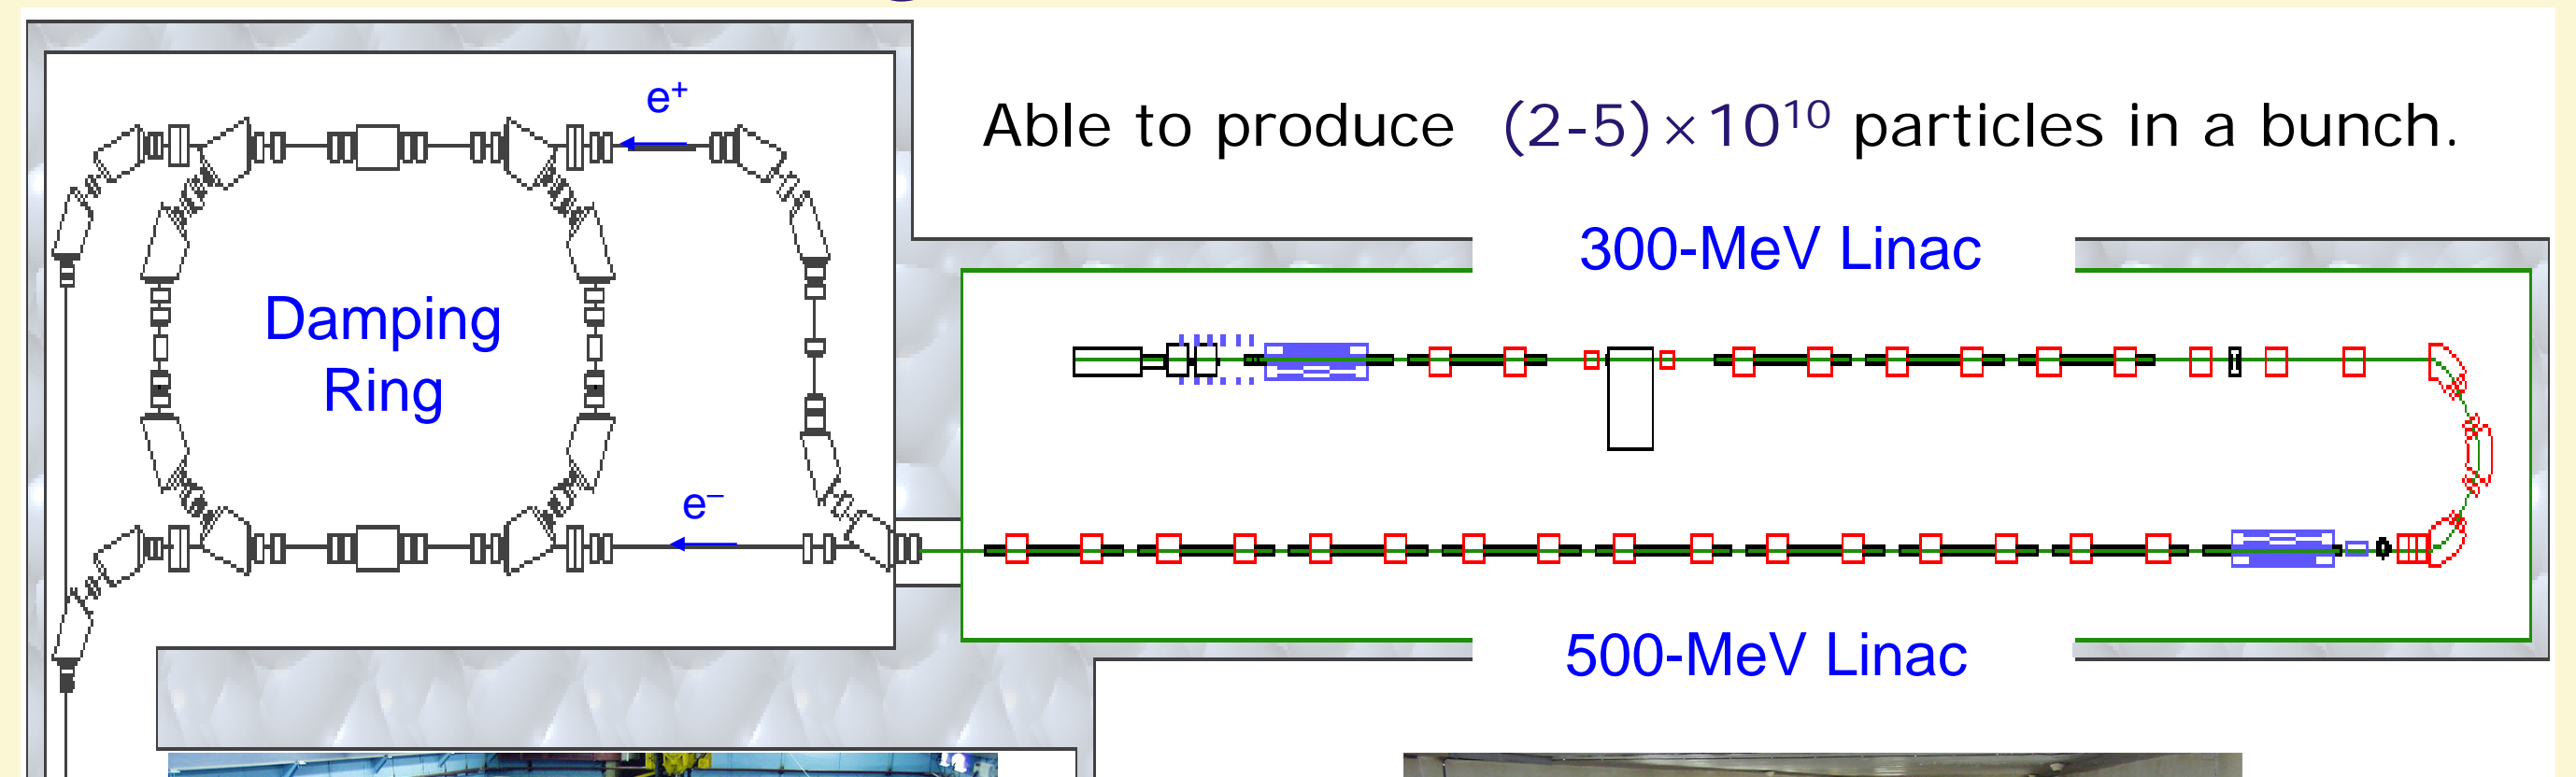 e⁺
Able to produce (2-5)×10¹⁰ particles in a bunch.
300-MeV Linac
Damping
Ring
e⁻
500-MeV Linac